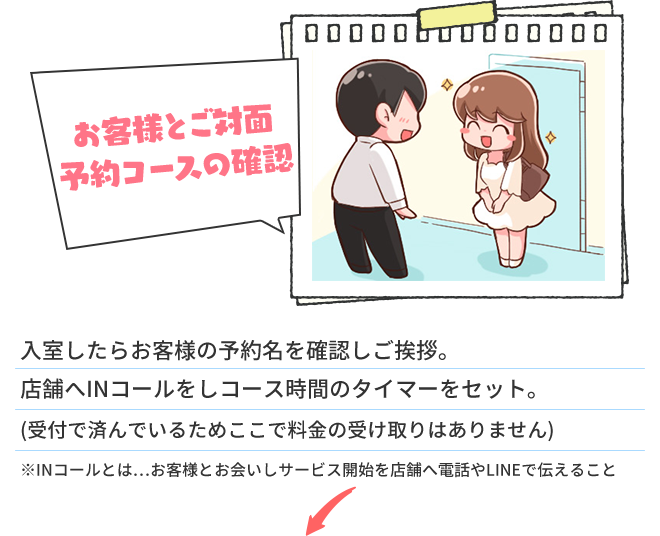 お客様とご対面
予約コースの確認
入室したらお客様の予約名を確認しご挨拶。
店舗へINコールをしコース時間のタイマーをセット。
(受付で済んでいるためここで料金の受け取りはありません)
※INコールとは…お客様とお会いしサービス開始を店舗へ電話やLINEで伝えること